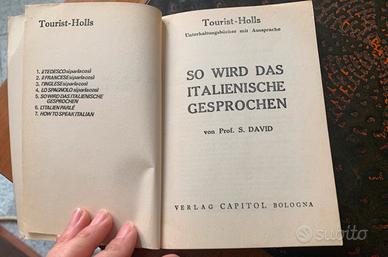 Tourist-Holls
1. il TEDESCO si parla così
2. il FRANCESE si parla così
3. l'INGLESE si parla così
4. LO SPAGNOLO si parla così
5. SO WIRD DAS ITALIENISCHE
GESPROCHEN
6. L'ITALIEN PARLÉ
7. HOW TO SPEAK ITALIAN
Tourist-Holls
Unterhaltungsbücher mit Aussprache
SO WIRD DAS
ITALIENISCHE
GESPROCHEN
von Prof. S. DAVID
VERLAG CAPITOL BOLOGNA
subito